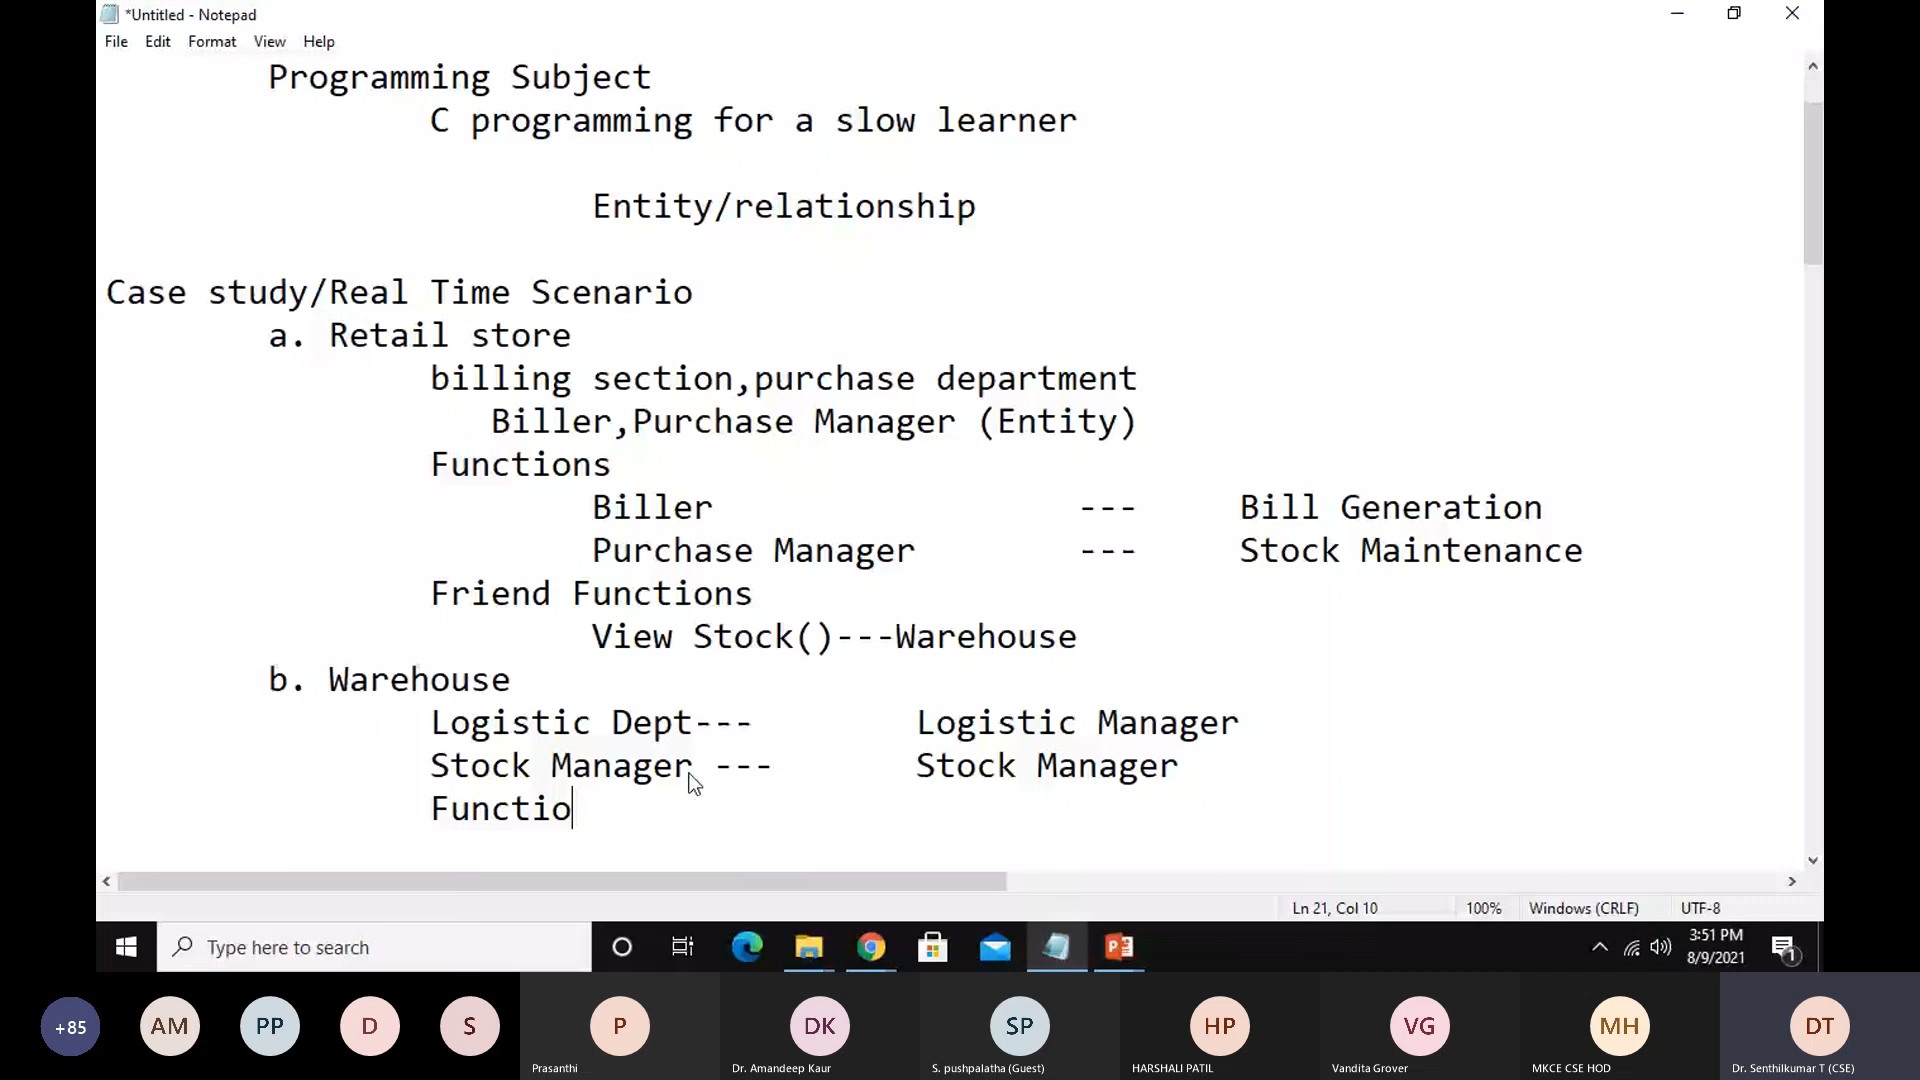 *Untitled - Notepad
File Edit Format View Help
Programming Subject
C programming for a slow learner
Entity/relationship
Case study/Real Time Scenario
a. Retail store
billing section,purchase department
Biller,Purchase Manager (Entity)
Functions
Biller --- Bill Generation
Purchase Manager --- Stock Maintenance
Friend Functions
View Stock()---Warehouse
b. Warehouse
Logistic Dept--- Logistic Manager
Stock Manager --- Stock Manager
Functio
Ln 21, Col 10 100% Windows (CRLF) UTF-8
Type here to search
3:51 PM
8/9/2021
1
+85 AM PP D S P DK SP HP VG MH DT
Prasanthi Dr. Amandeep Kaur S. pushpalatha (Guest) HARSHALI PATIL Vandita Grover MKCE CSE HOD Dr. Senthilkumar T (CSE)